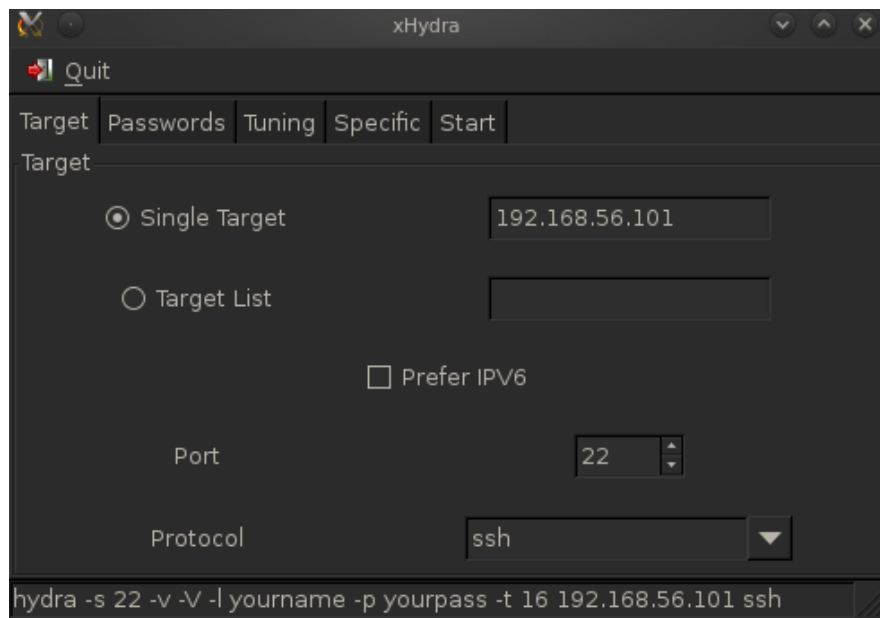 xHydra
Quit
Target Passwords Tuning Specific Start
Target
Single Target 192.168.56.101
Target List
Prefer IPV6
Port 22
Protocol ssh
hydra -s 22 -v -V -l yourname -p yourpass -t 16 192.168.56.101 ssh